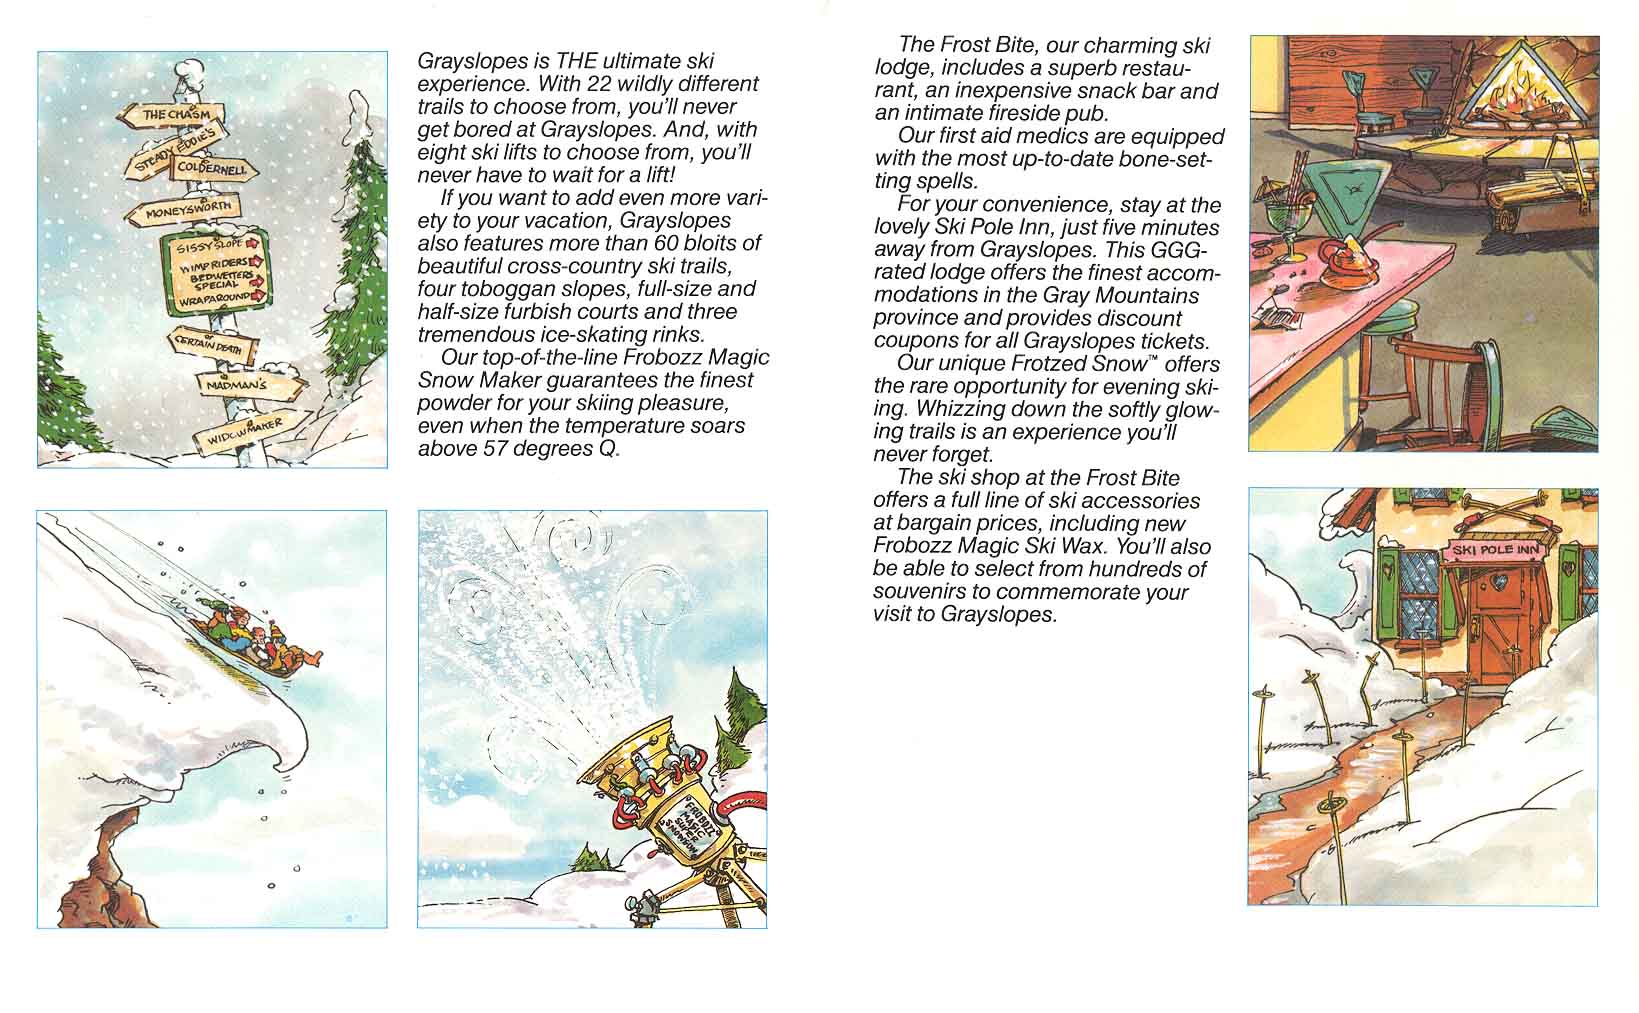 THE CHASM
STEADY EDDIE'S
COLDERNELL
MONEYSWORTH
SISSY SLOPE
WIMP RIDERS
BEDWETTERS
SPECIAL
WRAPAROUND
OF
CERTAIN DEATH
MADMAN'S
WIDOWMAKER
Grayslopes is THE ultimate ski
experience. With 22 wildly different
trails to choose from, you'll never
get bored at Grayslopes. And, with
eight ski lifts to choose from, you'll
never have to wait for a lift!
If you want to add even more vari-
ety to your vacation, Grayslopes
also features more than 60 bloits of
beautiful cross-country ski trails,
four toboggan slopes, full-size and
half-size furbish courts and three
tremendous ice-skating rinks.
Our top-of-the-line Frobozz Magic
Snow Maker guarantees the finest
powder for your skiing pleasure,
even when the temperature soars
above 57 degrees Q.
FROBOZZ
MAGIC
SUPER
SNOWGUN
The Frost Bite, our charming ski
lodge, includes a superb restau-
rant, an inexpensive snack bar and
an intimate fireside pub.
Our first aid medics are equipped
with the most up-to-date bone-set-
ting spells.
For your convenience, stay at the
lovely Ski Pole Inn, just five minutes
away from Grayslopes. This GGG-
rated lodge offers the finest accom-
modations in the Gray Mountains
province and provides discount
coupons for all Grayslopes tickets.
Our unique Frotzed Snow™ offers
the rare opportunity for evening ski-
ing. Whizzing down the softly glow-
ing trails is an experience you'll
never forget.
The ski shop at the Frost Bite
offers a full line of ski accessories
at bargain prices, including new
Frobozz Magic Ski Wax. You'll also
be able to select from hundreds of
souvenirs to commemorate your
visit to Grayslopes.
SKI POLE INN